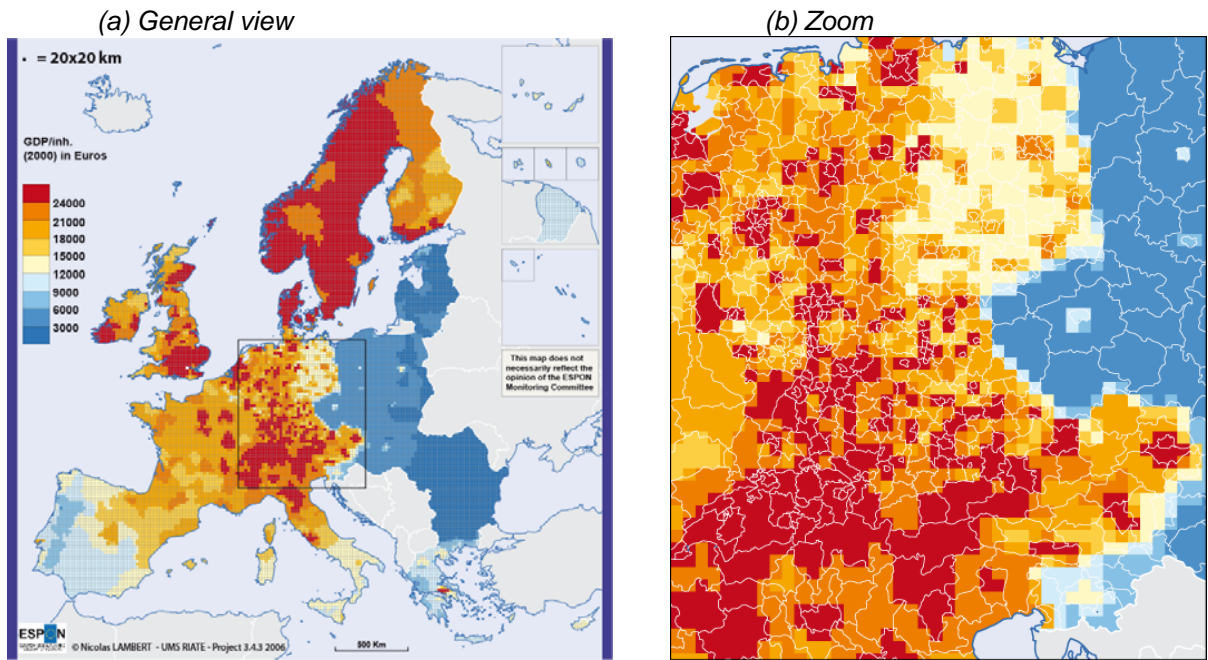 (a) General view
(b) Zoom
= 20x20 km
GDP/inh.
(2000) in Euros
24000
21000
18000
15000
12000
9000
6000
3000
This map does not
necessarily reflect the
opinion of the ESPON
Monitoring Committee
ESPON
© Nicolas LAMBERT - UMS RIATE - Project 3.4.3 2006
500 Km